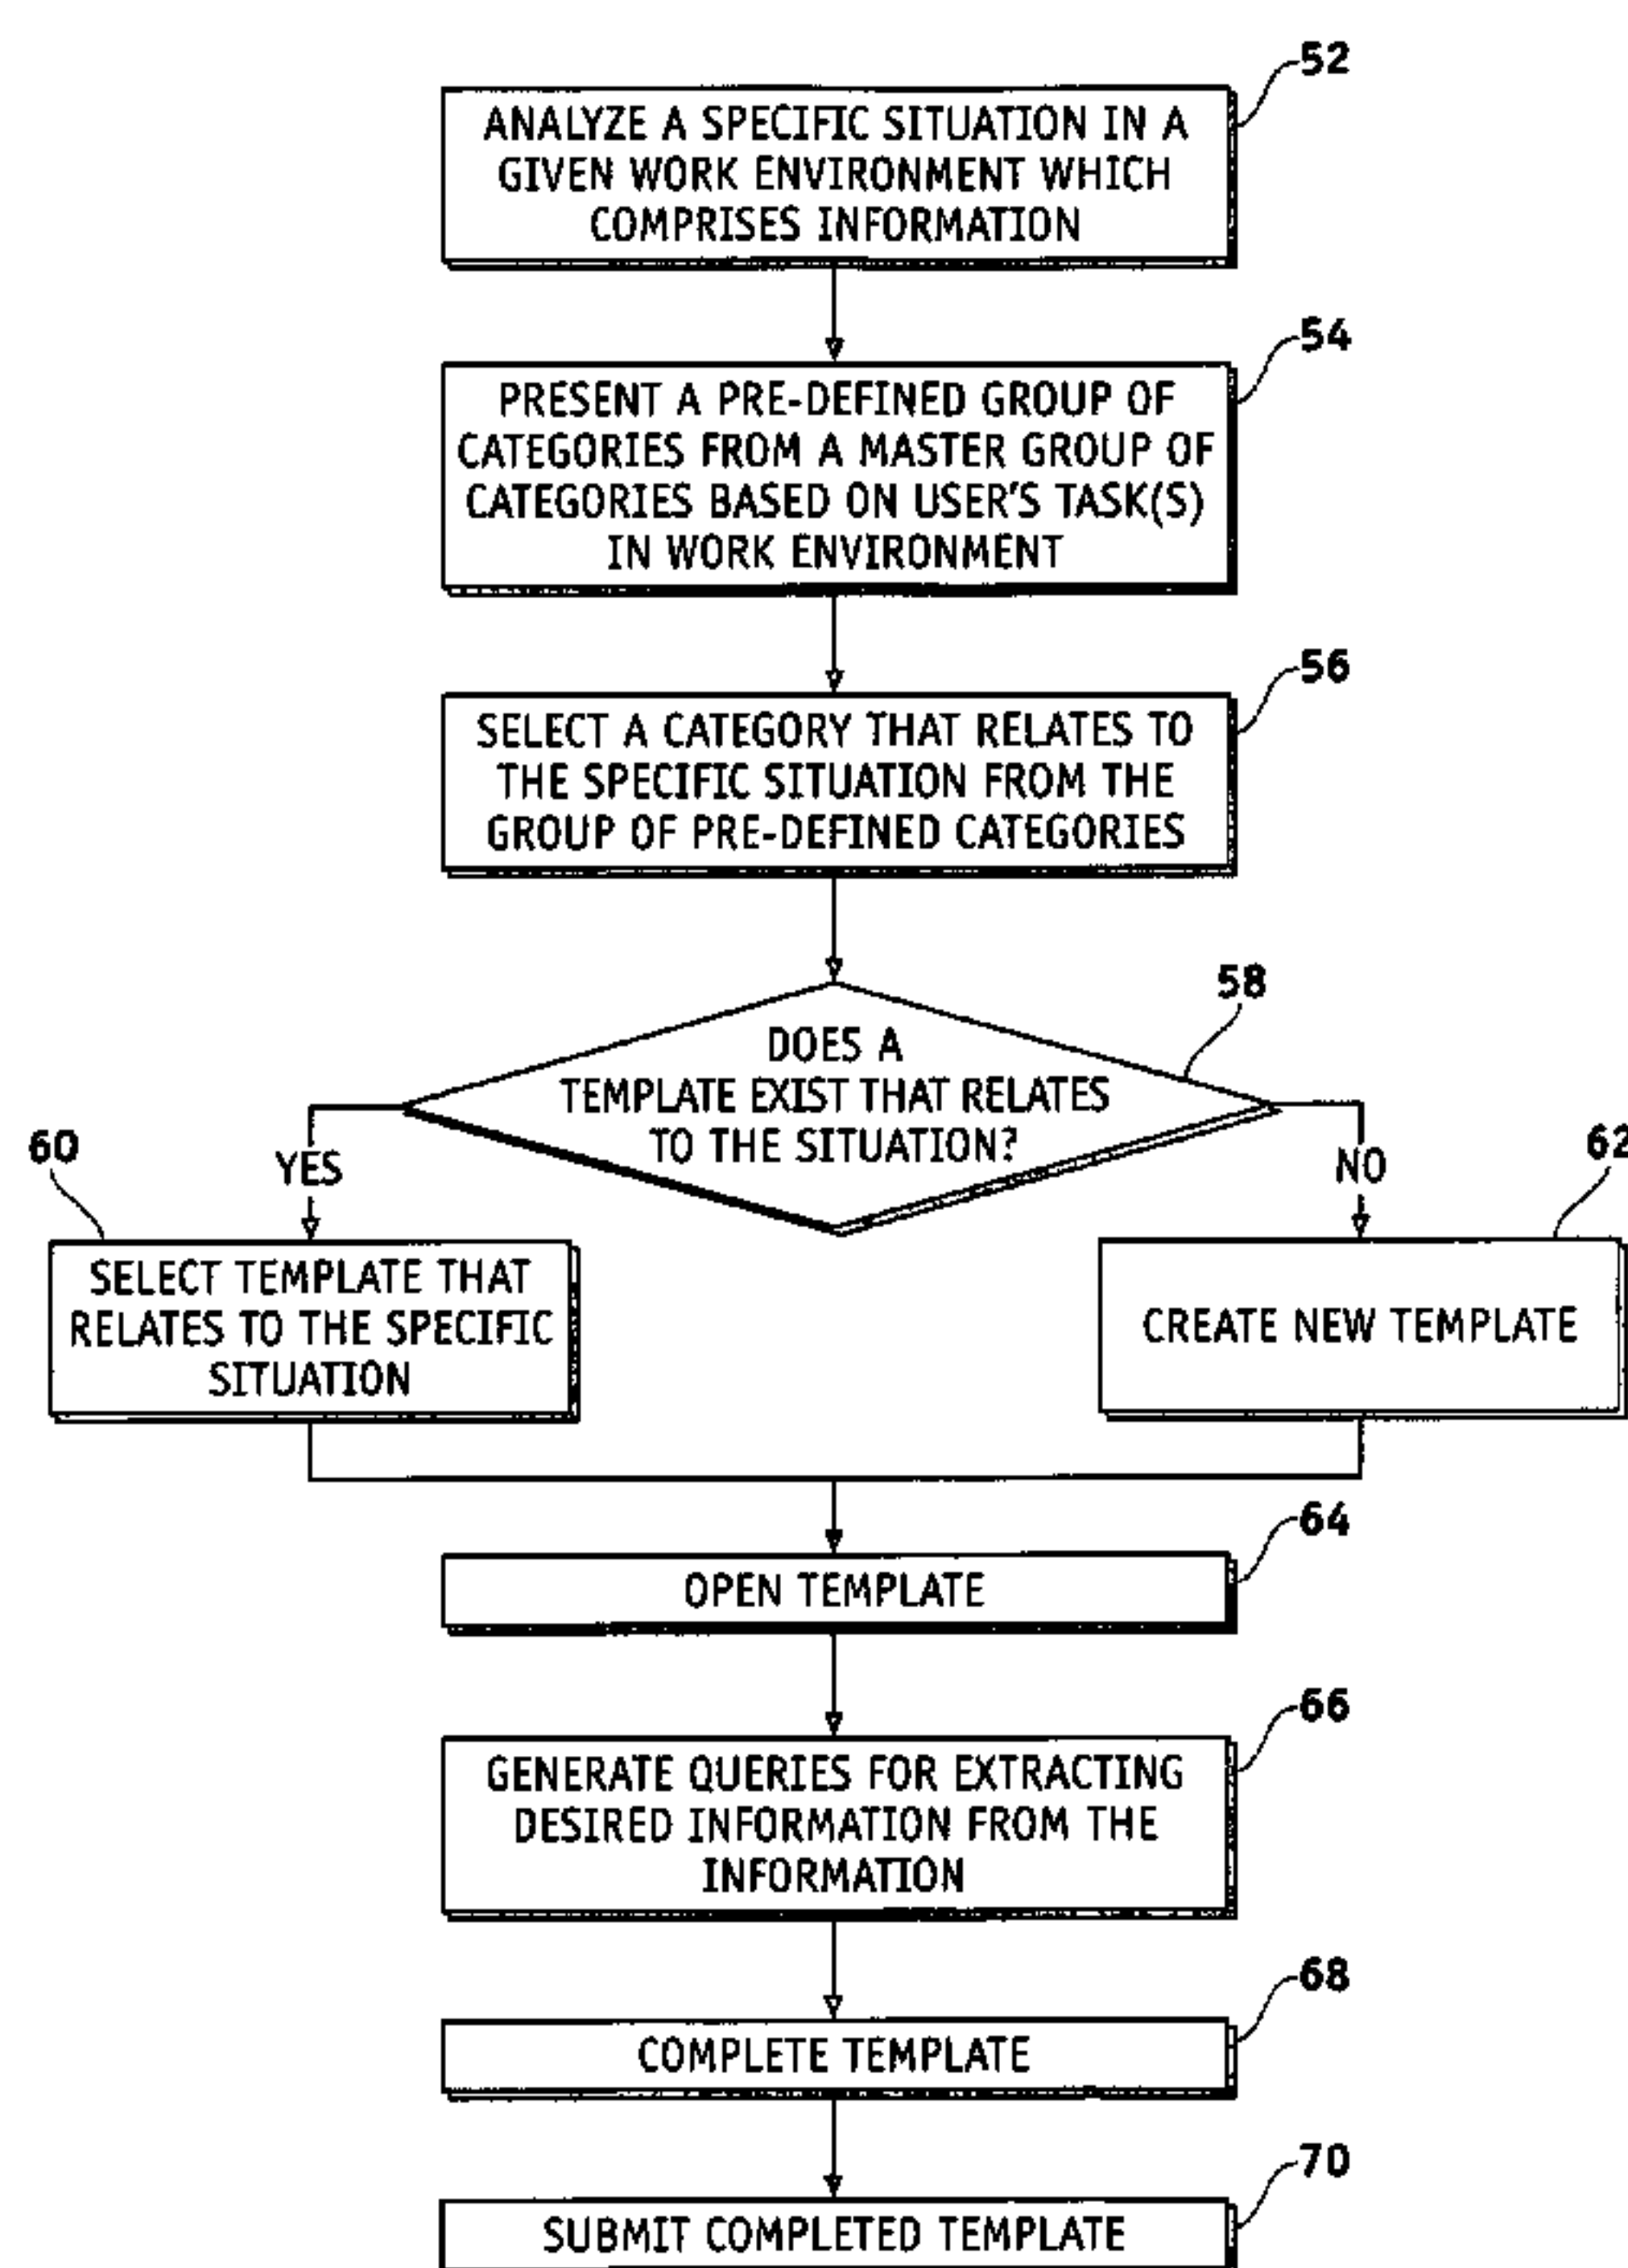 52
ANALYZE A SPECIFIC SITUATION IN A
GIVEN WORK ENVIRONMENT WHICH
COMPRISES INFORMATION
54
PRESENT A PRE-DEFINED GROUP OF
CATEGORIES FROM A MASTER GROUP OF
CATEGORIES BASED ON USER'S TASK(S)
IN WORK ENVIRONMENT
56
SELECT A CATEGORY THAT RELATES TO
THE SPECIFIC SITUATION FROM THE
GROUP OF PRE-DEFINED CATEGORIES
58
DOES A
TEMPLATE EXIST THAT RELATES
TO THE SITUATION?
60
YES
NO
62
SELECT TEMPLATE THAT
RELATES TO THE SPECIFIC
SITUATION
CREATE NEW TEMPLATE
64
OPEN TEMPLATE
66
GENERATE QUERIES FOR EXTRACTING
DESIRED INFORMATION FROM THE
INFORMATION
68
COMPLETE TEMPLATE
70
SUBMIT COMPLETED TEMPLATE